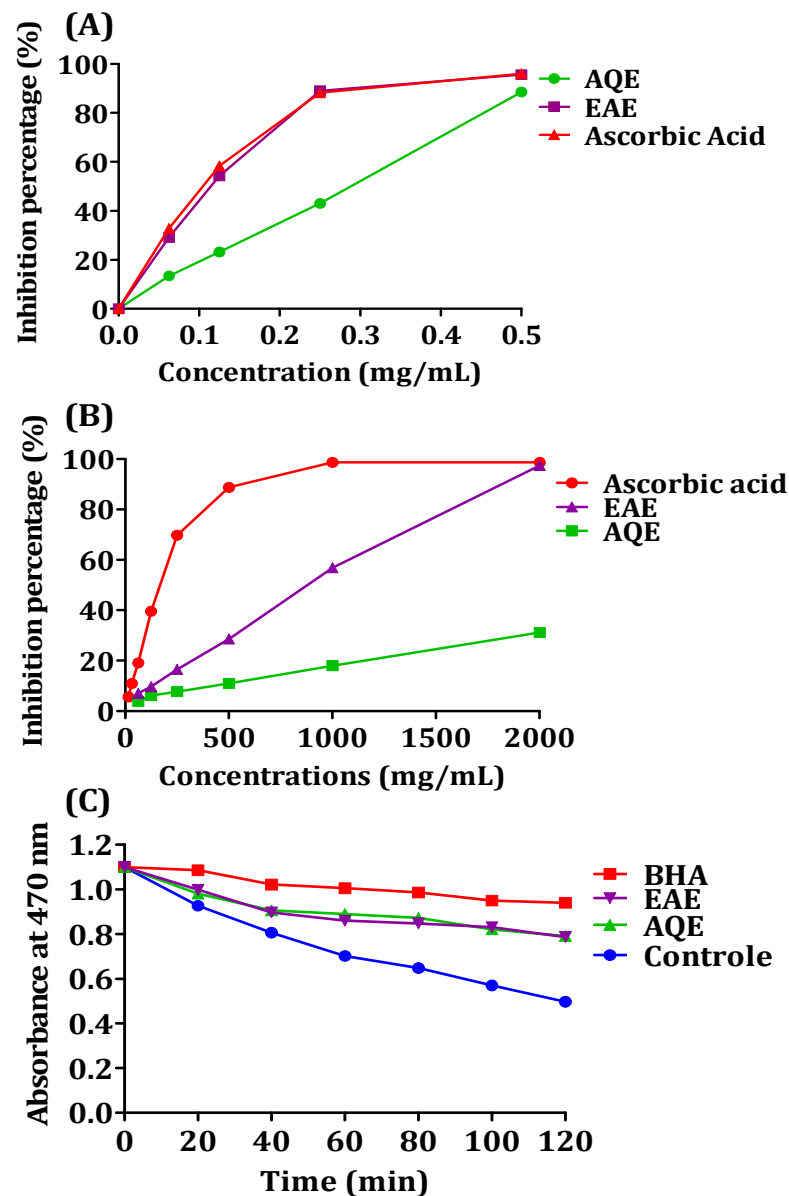 (A)
Inhibition percentage (%)
100
80
60
40
20
0
0.0 0.1 0.2 0.3 0.4 0.5
Concentration (mg/mL)
AQE
EAE
Ascorbic Acid
(B)
Inhibition percentage (%)
100
80
60
40
20
0
0 500 1000 1500 2000
Concentrations (mg/mL)
Ascorbic acid
EAE
AQE
(C)
Absorbance at 470 nm
1.2
1.0
0.8
0.6
0.4
0.2
0.0
0 20 40 60 80 100 120
Time (min)
BHA
EAE
AQE
Controle